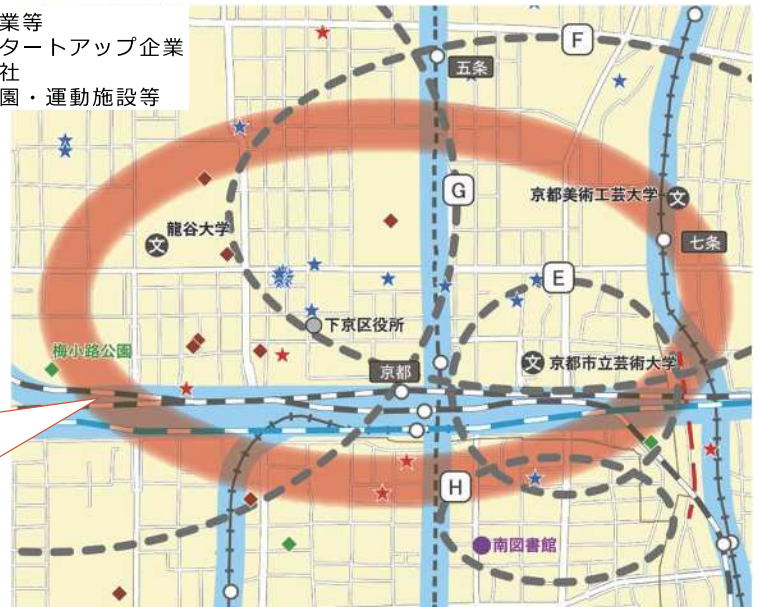 業等
タートアップ企業
社
園・運動施設等
F
五条
G
京都美術工芸大学
文
七条
龍谷大学
文
E
下京区役所
梅小路公園
京都
文
京都市立芸術大学
H
南図書館